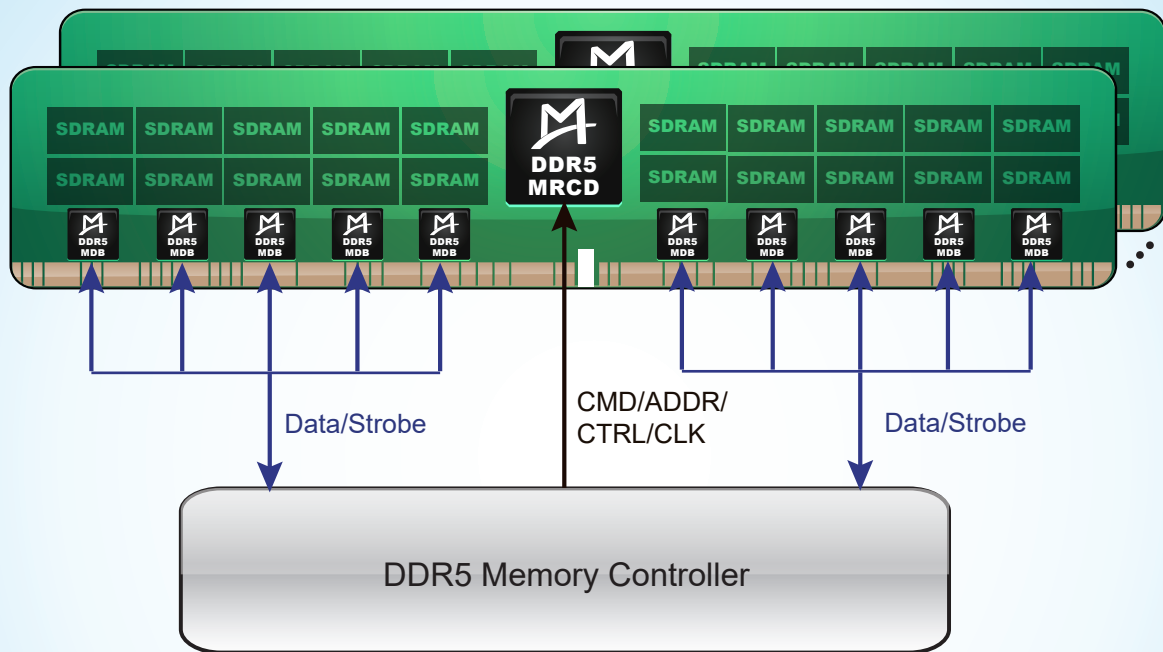 SDRAM SDRAM SDRAM SDRAM SDRAM SDRAM SDRAM SDRAM SDRAM SDRAM
SDRAM SDRAM SDRAM SDRAM SDRAM SDRAM SDRAM SDRAM SDRAM SDRAM
DDR5
MRCD
DDR5 DDR5 DDR5 DDR5 DDR5 DDR5 DDR5 DDR5 DDR5 DDR5
MDB MDB MDB MDB MDB MDB MDB MDB MDB MDB
Data/Strobe
CMD/ADDR/
CTRL/CLK
Data/Strobe
DDR5 Memory Controller